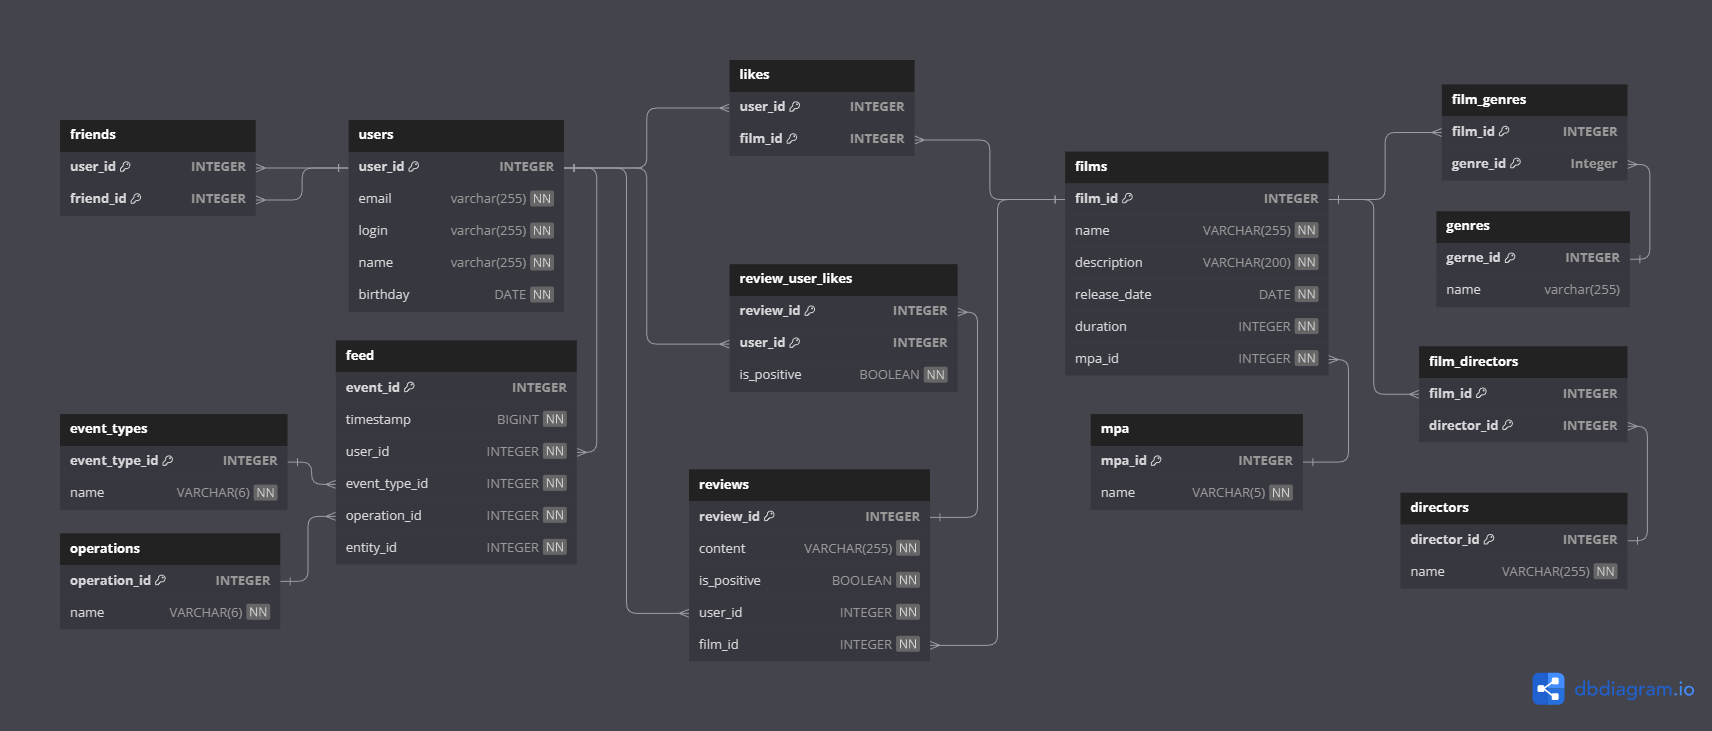 friends
user_id INTEGER
friend_id INTEGER
users
user_id INTEGER
email varchar(255) NN
login varchar(255) NN
name varchar(255) NN
birthday DATE NN
feed
event_id INTEGER
timestamp BIGINT NN
user_id INTEGER NN
event_type_id INTEGER NN
operation_id INTEGER NN
entity_id INTEGER NN
event_types
event_type_id INTEGER
name VARCHAR(6) NN
operations
operation_id INTEGER
name VARCHAR(6) NN
likes
user_id INTEGER
film_id INTEGER
review_user_likes
review_id INTEGER
user_id INTEGER
is_positive BOOLEAN NN
reviews
review_id INTEGER
content VARCHAR(255) NN
is_positive BOOLEAN NN
user_id INTEGER NN
film_id INTEGER NN
films
film_id INTEGER
name VARCHAR(255) NN
description VARCHAR(200) NN
release_date DATE NN
duration INTEGER NN
mpa_id INTEGER NN
mpa
mpa_id INTEGER
name VARCHAR(5) NN
film_genres
film_id INTEGER
genre_id Integer
genres
gerne_id INTEGER
name varchar(255)
film_directors
film_id INTEGER
director_id INTEGER
directors
director_id INTEGER
name VARCHAR(255) NN
dbdiagram.io